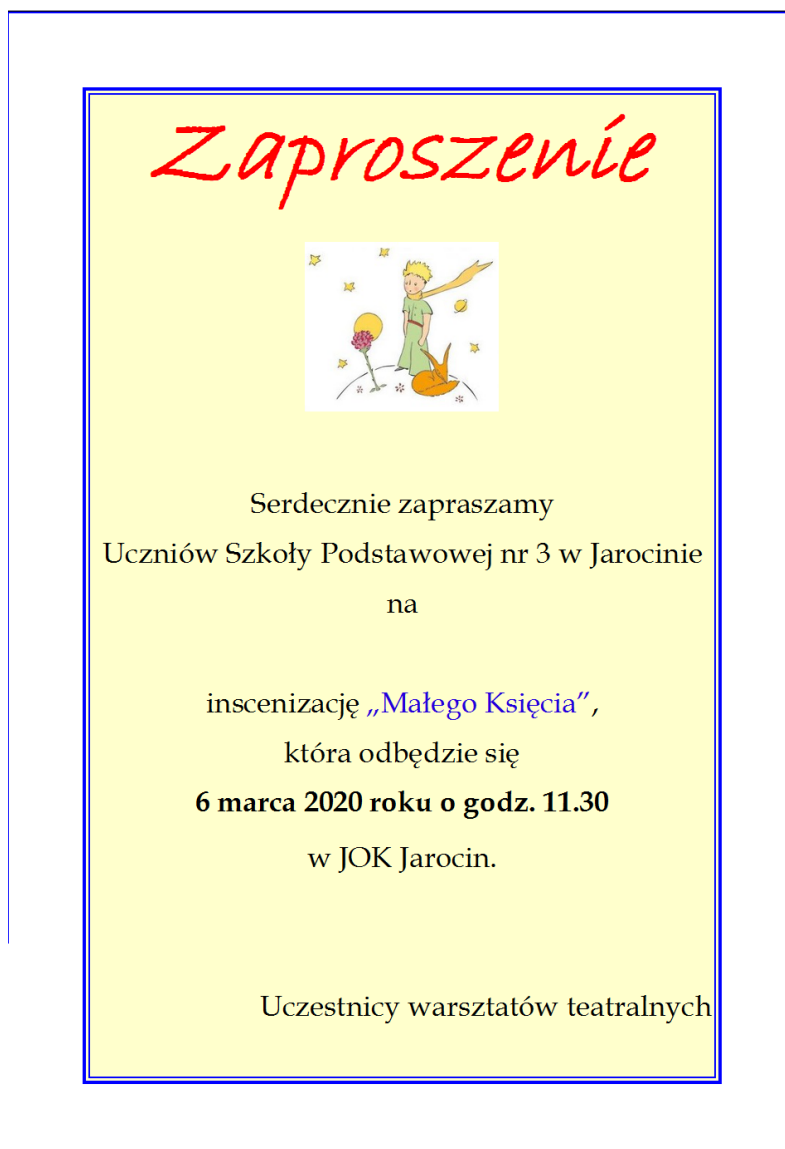 Zaproszenie
Serdecznie zapraszamy
Uczniów Szkoły Podstawowej nr 3 w Jarocinie
na
inscenizację „Małego Księcia”,
która odbędzie się
6 marca 2020 roku o godz. 11.30
w JOK Jarocin.
Uczestnicy warsztatów teatralnych